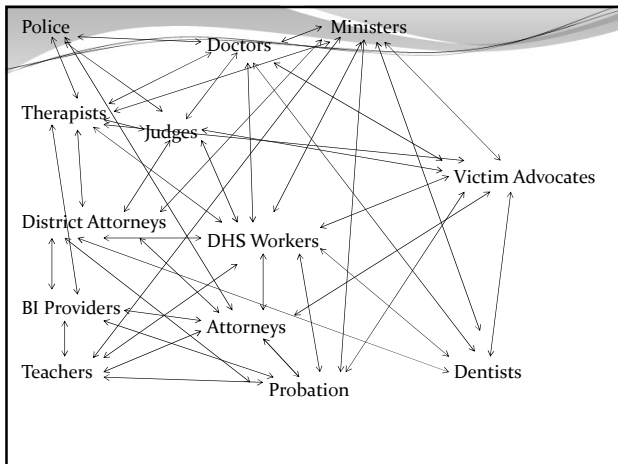 Police
Ministers
Doctors
Therapists
Judges
Victim Advocates
District Attorneys
DHS Workers
BI Providers
Attorneys
Teachers
Dentists
Probation